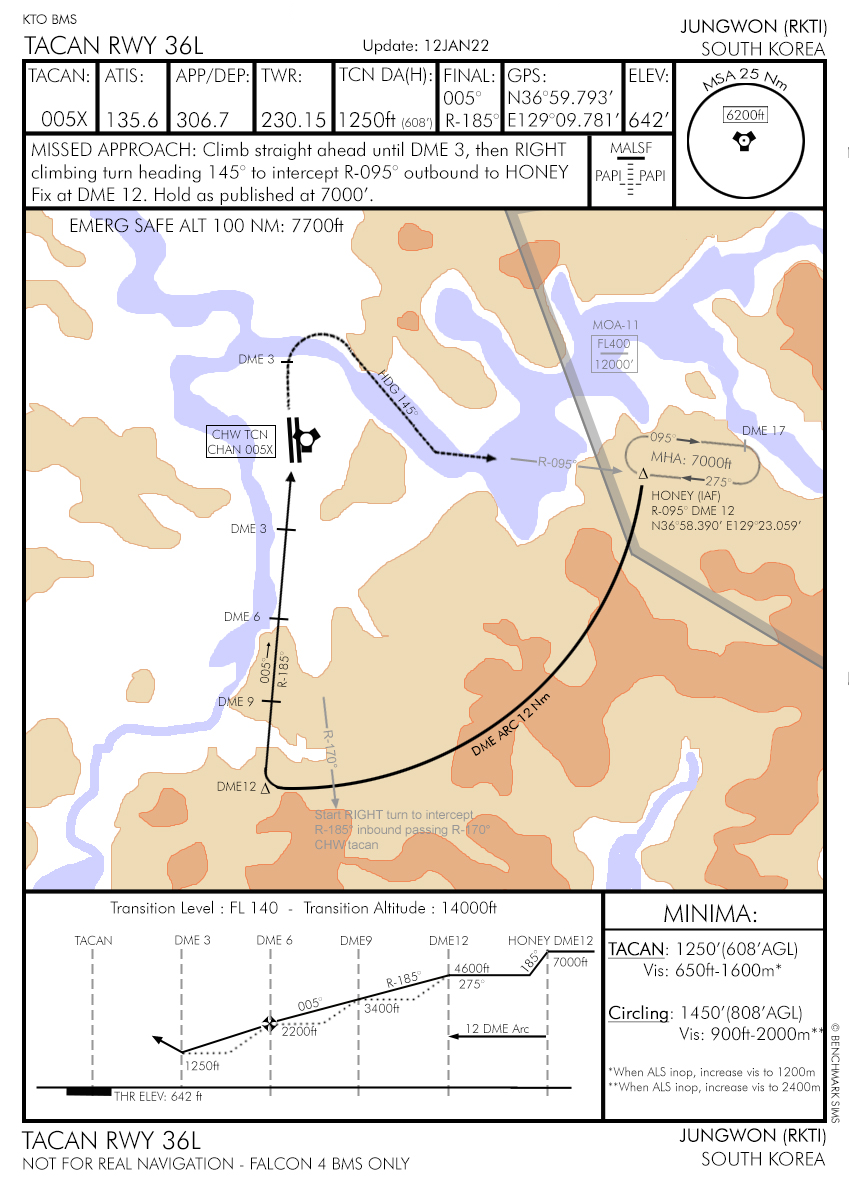 KTO BMS
TACAN RWY 36L
Update: 12JAN22
JUNGWON (RKTI)
SOUTH KOREA
TACAN:
005X
ATIS:
135.6
APP/DEP:
306.7
TWR:
230.15
TCN DA(H):
1250ft (608')
FINAL:
005°
R-185°
GPS:
N36°59.793'
E129°09.781'
ELEV:
642'
MSA 25 Nm
6200ft
MISSED APPROACH: Climb straight ahead until DME 3, then RIGHT
climbing turn heading 145° to intercept R-095° outbound to HONEY
Fix at DME 12. Hold as published at 7000'.
MALSF
PAPI PAPI
EMERG SAFE ALT 100 NM: 7700ft
MOA-11
FL400
12000'
DME 3
HDG 145°
CHW TCN
CHAN 005X
R-095°
095°
DME 17
MHA: 7000ft
275°
HONEY (IAF)
R-095° DME 12
N36°58.390' E129°23.059'
DME 3
DME 6
005°
R-185°
DME 9
R-170°
DME ARC 12 Nm
DME12
Start RIGHT turn to intercept
R-185° inbound passing R-170°
CHW tacan
Transition Level : FL 140 - Transition Altitude : 14000ft
TACAN
DME 3
DME 6
DME9
DME12
HONEY DME12
185°
7000ft
4600ft
275°
R-185°
005°
3400ft
2200ft
12 DME Arc
1250ft
THR ELEV: 642 ft
MINIMA:
TACAN: 1250'(608'AGL)
Vis: 650ft-1600m*
Circling: 1450'(808'AGL)
Vis: 900ft-2000m**
*When ALS inop, increase vis to 1200m
**When ALS inop, increase vis to 2400m
© BENCHMARK SIMS
TACAN RWY 36L
NOT FOR REAL NAVIGATION - FALCON 4 BMS ONLY
JUNGWON (RKTI)
SOUTH KOREA